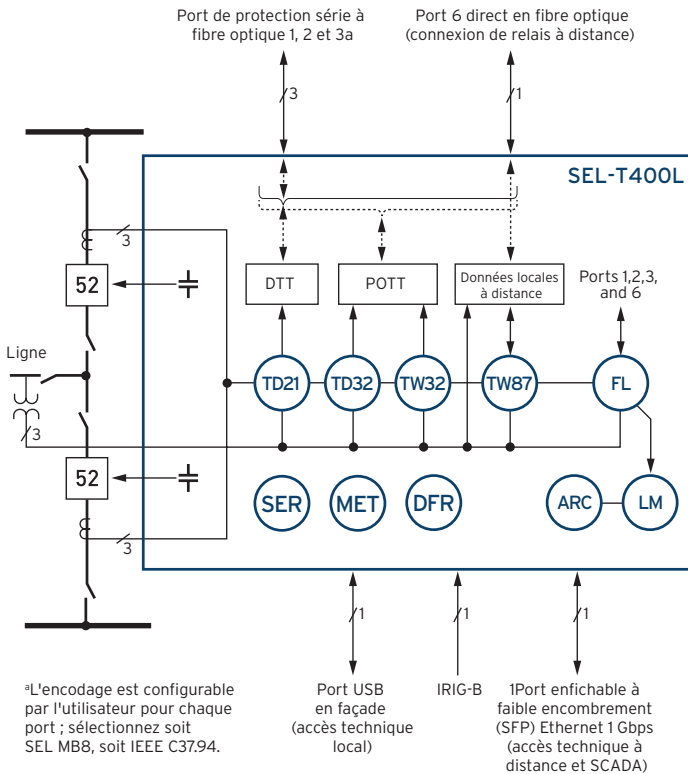 Port de protection série à
fibre optique 1, 2 et 3a
Port 6 direct en fibre optique
(connexion de relais à distance)
3
1
SEL-T400L
3
52
DTT
POTT
Données locales
à distance
Ports 1,2,3,
and 6
Ligne
TD21
TD32
TW32
TW87
FL
3
52
SER
MET
DFR
ARC
LM
3
1
1
1
aL'encodage est configurable
par l'utilisateur pour chaque
port ; sélectionnez soit
SEL MB8, soit IEEE C37.94.
Port USB
en façade
(accès technique
local)
IRIG-B
1Port enfichable à
faible encombrement
(SFP) Ethernet 1 Gbps
(accès technique à
distance et SCADA)